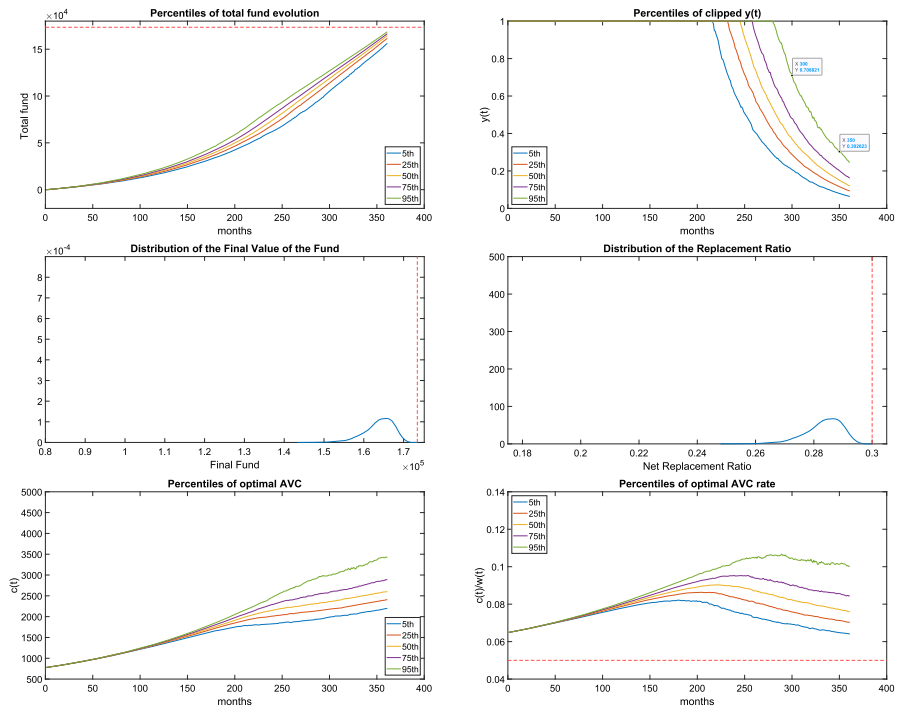 Percentiles of total fund evolution
×10⁴
15
10
5
0
Total fund
0 50 100 150 200 250 300 350 400
months
5th
25th
50th
75th
95th
Percentiles of clipped y(t)
1
0.8
0.6
0.4
0.2
0
y(t)
0 50 100 150 200 250 300 350 400
months
X 300
5th
25th
50th
75th
95th
Distribution of the Final Value of the Fund
×10⁻⁴
8
7
6
5
4
3
2
1
0
0.8 0.9 1 1.1 1.2 1.3 1.4 1.5 1.6 1.7
Final Fund
×10⁵
Distribution of the Replacement Ratio
500
400
300
200
100
0
0.18 0.2 0.22 0.24 0.26 0.28 0.3
Net Replacement Ratio
Percentiles of optimal AVC
5000
4500
4000
3500
3000
2500
2000
1500
1000
500
c(t)
0 50 100 150 200 250 300 350 400
months
5th
25th
50th
75th
95th
Percentiles of optimal AVC rate
0.14
0.12
0.1
0.08
0.06
0.04
c(t)/w(t)
0 50 100 150 200 250 300 350 400
months
5th
25th
50th
75th
95th